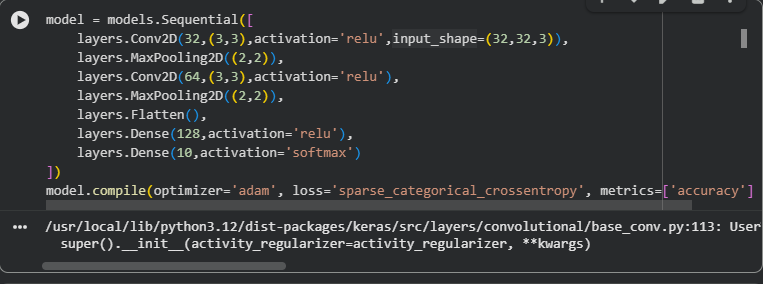 model = models.Sequential([
    layers.Conv2D(32,(3,3),activation='relu',input_shape=(32,32,3)),
    layers.MaxPooling2D((2,2)),
    layers.Conv2D(64,(3,3),activation='relu'),
    layers.MaxPooling2D((2,2)),
    layers.Flatten(),
    layers.Dense(128,activation='relu'),
    layers.Dense(10,activation='softmax')
])
model.compile(optimizer='adam', loss='sparse_categorical_crossentropy', metrics=['accuracy']
/usr/local/lib/python3.12/dist-packages/keras/src/layers/convolutional/base_conv.py:113: User
  super().__init__(activity_regularizer=activity_regularizer, **kwargs)